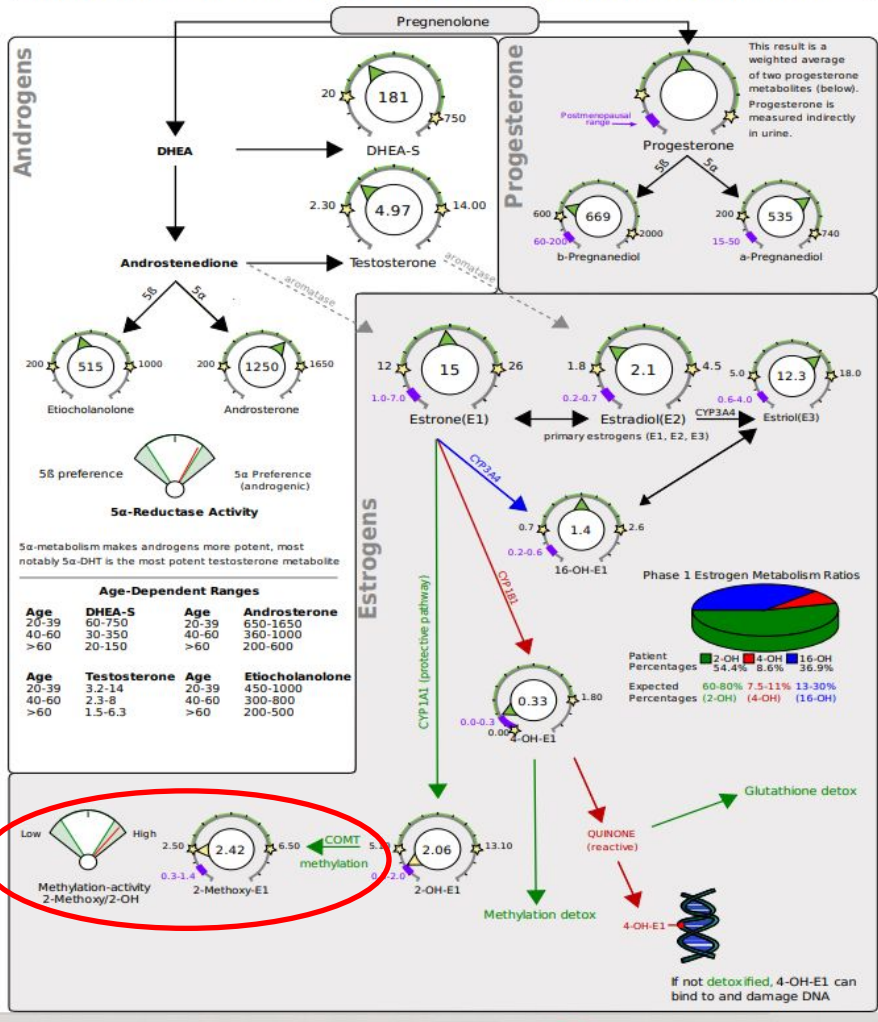 Pregnenolone
Androgens
Progesterone
Estrogens
DHEA
20
181
750
DHEA-S
2.30
4.97
14.00
Androstenedione
Testosterone
aromatase
aromatase
5ß
5α
200
515
1000
Etiocholanolone
200
1250
1650
Androsterone
5ß preference
5α Preference
(androgenic)
5α-Reductase Activity
5α-metabolism makes androgens more potent, most
notably 5α-DHT is the most potent testosterone metabolite
Age-Dependent Ranges
Age DHEA-S Age Androsterone
20-39 60-750 20-39 650-1650
40-60 30-350 40-60 360-1000
>60 20-150 >60 200-600
Age Testosterone Age Etiocholanolone
20-39 3.2-14 20-39 450-1000
40-60 2.3-8 40-60 300-800
>60 1.5-6.3 >60 200-500
This result is a
weighted average
of two progesterone
metabolites (below).
Progesterone is
measured indirectly
in urine.
Postmenopausal
range
Progesterone
5ß
5α
600
669
2000
60-200
b-Pregnanediol
200
535
740
15-50
a-Pregnanediol
12
15
26
1.0-7.0
Estrone(E1)
1.8
2.1
4.5
0.2-0.7
Estradiol(E2)
CYP3A4
5.0
12.3
18.0
0.6-4.0
Estriol(E3)
primary estrogens (E1, E2, E3)
CYP3A4
0.7
1.4
2.6
0.2-0.6
16-OH-E1
CYP1B1
CYP1A1 (protective pathway)
Phase 1 Estrogen Metabolism Ratios
Patient 2-OH 4-OH 16-OH
Percentages 54.4% 8.6% 36.9%
Expected 60-80% 7.5-11% 13-30%
Percentages (2-OH) (4-OH) (16-OH)
0.33
1.80
0.0-0.3
0.00
4-OH-E1
Low
High
Methylation-activity
2-Methoxy/2-OH
2.50
2.42
6.50
0.3-1.4
2-Methoxy-E1
COMT
methylation
2.06
13.10
2-OH-E1
Methylation detox
QUINONE
(reactive)
Glutathione detox
4-OH-E1
If not detoxified, 4-OH-E1 can
bind to and damage DNA